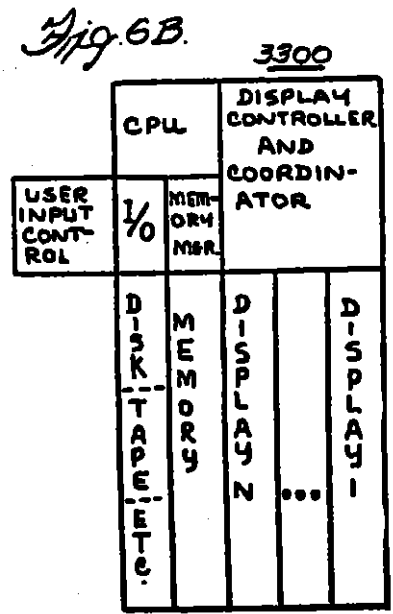 Fig. 6B.
3300
CPU
DISPLAY
CONTROLLER
AND
COORDIN-
ATOR
USER
INPUT
CONT-
ROL
I/O
MEM-
ORY
MGR
DISK
TAPE
ETC.
MEMORY
DISPLAY N
...
DISPLAY 1